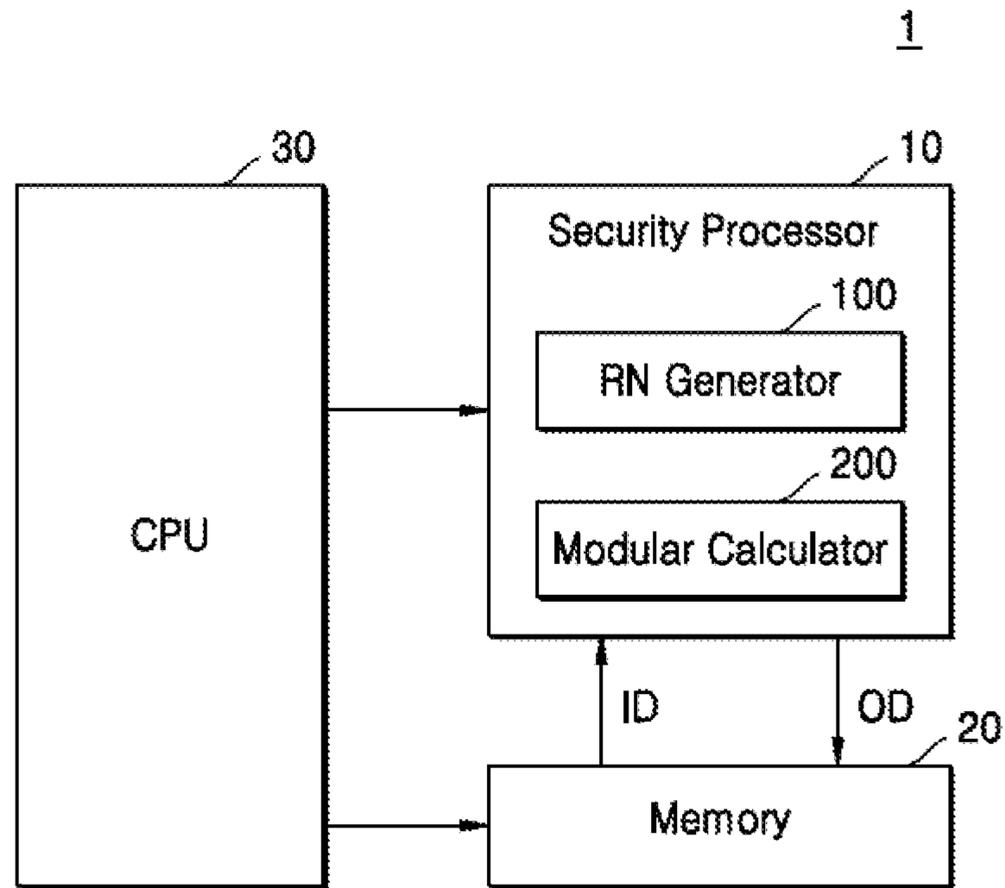 1
30
10
Security Processor
100
RN Generator
200
CPU
Modular Calculator
ID
OD
20
Memory